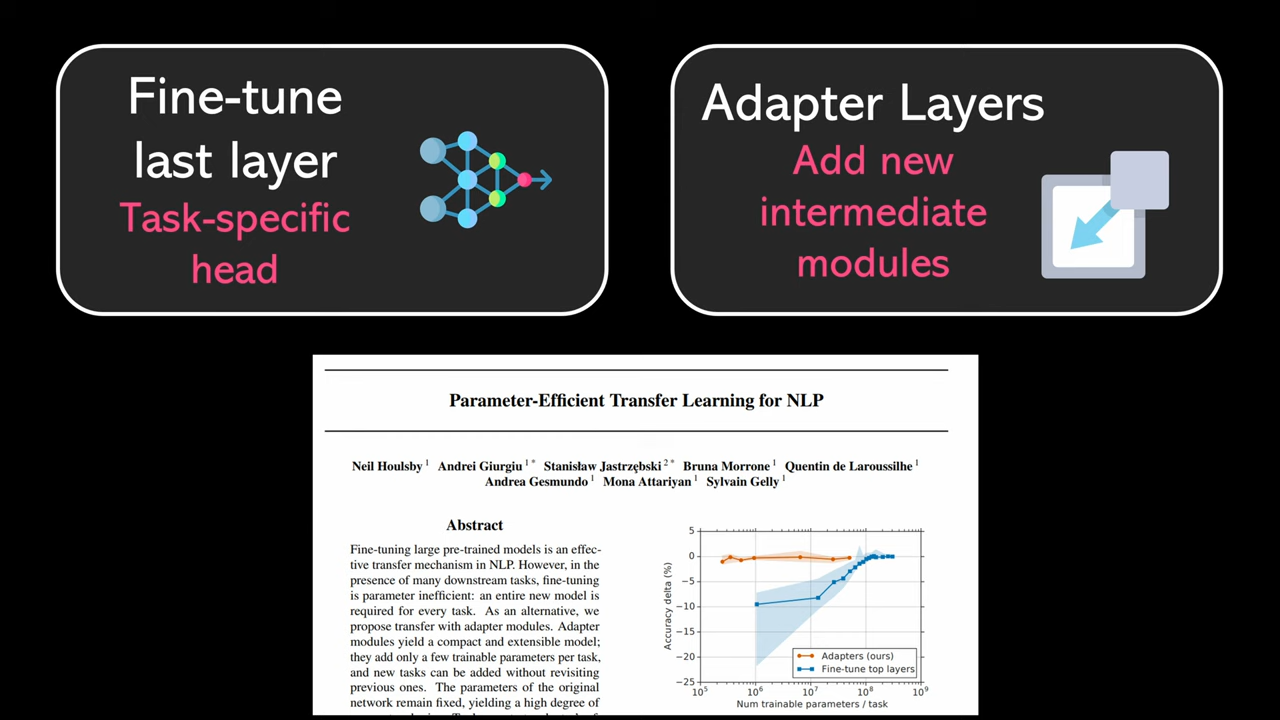 Fine-tune
last layer
Task-specific
head
Adapter Layers
Add new
intermediate
modules
Parameter-Efficient Transfer Learning for NLP
Neil Houlsby 1 Andrei Giurgiu 1 * Stanisław Jastrzębski 2 * Bruna Morrone 1 Quentin de Laroussilhe 1
Andrea Gesmundo 1 Mona Attariyan 1 Sylvain Gelly 1
Abstract
Fine-tuning large pre-trained models is an effec-
tive transfer mechanism in NLP. However, in the
presence of many downstream tasks, fine-tuning
is parameter inefficient: an entire new model is
required for every task. As an alternative, we
propose transfer with adapter modules. Adapter
modules yield a compact and extensible model;
they add only a few trainable parameters per task,
and new tasks can be added without revisiting
previous ones. The parameters of the original
network remain fixed, yielding a high degree of
Accuracy delta (%)
5
0
−5
−10
−15
−20
−25
Adapters (ours)
Fine-tune top layers
10^5 10^6 10^7 10^8 10^9
Num trainable parameters / task